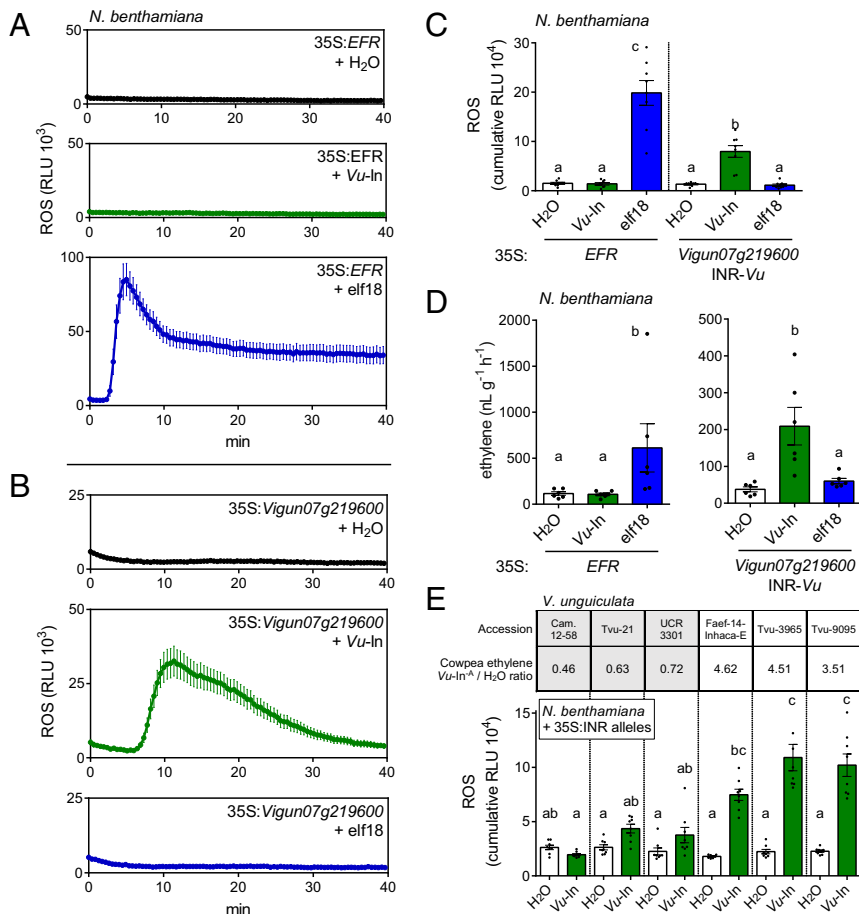 A
N. benthamiana
ROS (RLU 10³)
50
0
35S:EFR
+ H₂O
0 10 20 30 40
50
0
35S:EFR
+ Vu-In
0 10 20 30 40
100
50
0
35S:EFR
+ elf18
0 10 20 30 40
min
B
ROS (RLU 10³)
25
0
35S:Vigun07g219600
+ H₂O
0 10 20 30 40
50
25
0
35S:Vigun07g219600
+ Vu-In
0 10 20 30 40
25
0
35S:Vigun07g219600
+ elf18
0 10 20 30 40
min
C
N. benthamiana
ROS
(cumulative RLU 10⁴)
30
20
10
0
a a c a b a
H₂O Vu-In elf18 H₂O Vu-In elf18
35S: EFR Vigun07g219600
INR-Vu
D
N. benthamiana
ethylene (nL g⁻¹ h⁻¹)
2000
1500
1000
500
0
a a b
H₂O Vu-In elf18
35S: EFR
500
400
300
200
100
0
a b a
H₂O Vu-In elf18
Vigun07g219600
INR-Vu
E
V. unguiculata
Accession Cam. 12-58 Tvu-21 UCR 3301 Faef-14-Inhaca-E Tvu-3965 Tvu-9095
Cowpea ethylene
Vu-In⁻ᴬ / H₂O ratio 0.46 0.63 0.72 4.62 4.51 3.51
N. benthamiana
+ 35S:INR alleles
ROS
(cumulative RLU 10⁴)
15
10
5
0
ab a a ab a ab a bc a c a c
H₂O Vu-In H₂O Vu-In H₂O Vu-In H₂O Vu-In H₂O Vu-In H₂O Vu-In